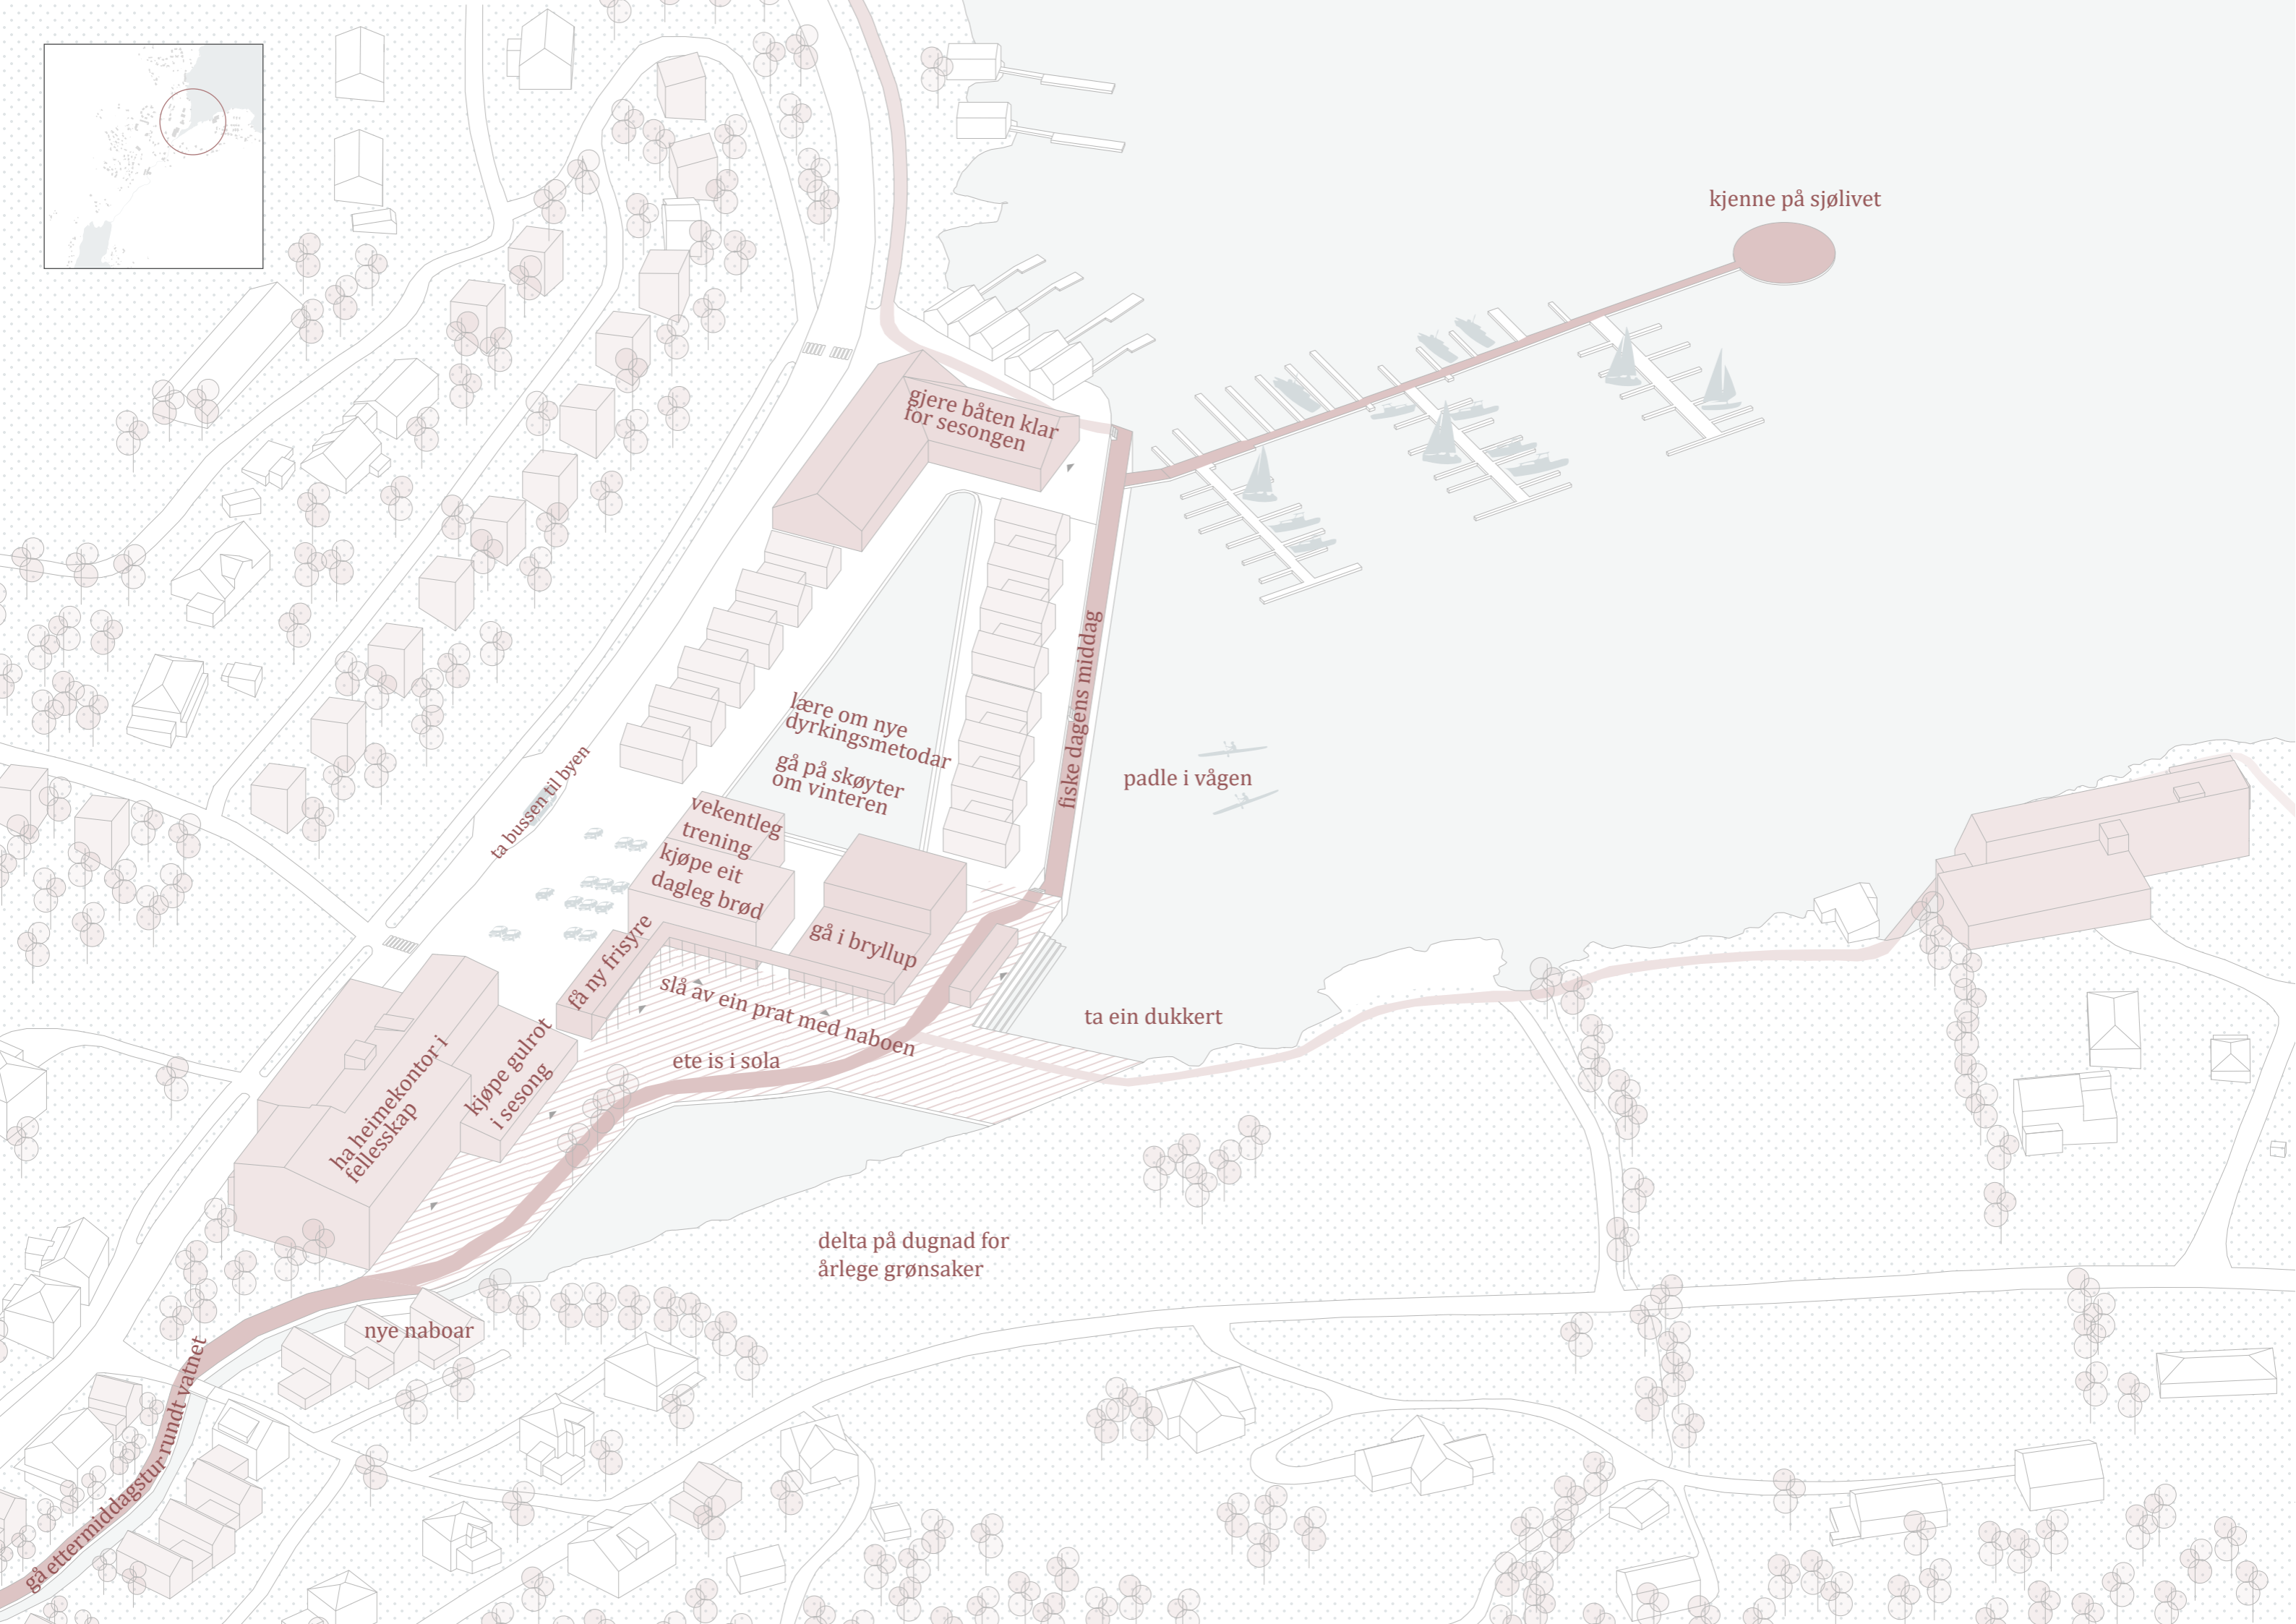 kjenne på sjølivet
gjere båten klar
for sesongen
fiske dagens middag
lære om nye
dyrkingsmetodar
gå på skøyter
om vinteren
padle i vågen
ta bussen til byen
vekentleg
trening
kjøpe eit
dagleg brød
gå i bryllup
få ny frisyre
slå av ein prat med naboen
ta ein dukkert
ete is i sola
kjøpe gulrot
i sesong
ha heimekontor i
fellesskap
delta på dugnad for
årlege grønsaker
nye naboar
gå ettermiddagstur rundt vatnet